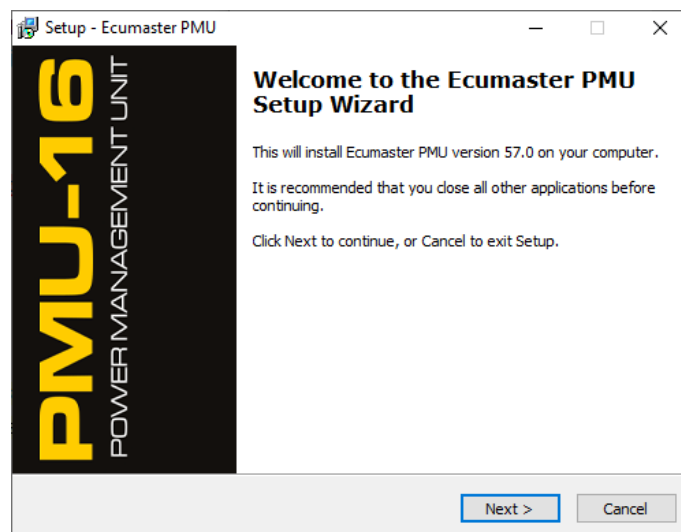 Setup - Ecumaster PMU
PMU-16
POWER MANAGEMENT UNIT
Welcome to the Ecumaster PMU
Setup Wizard
This will install Ecumaster PMU version 57.0 on your computer.
It is recommended that you close all other applications before
continuing.
Click Next to continue, or Cancel to exit Setup.
Next >
Cancel